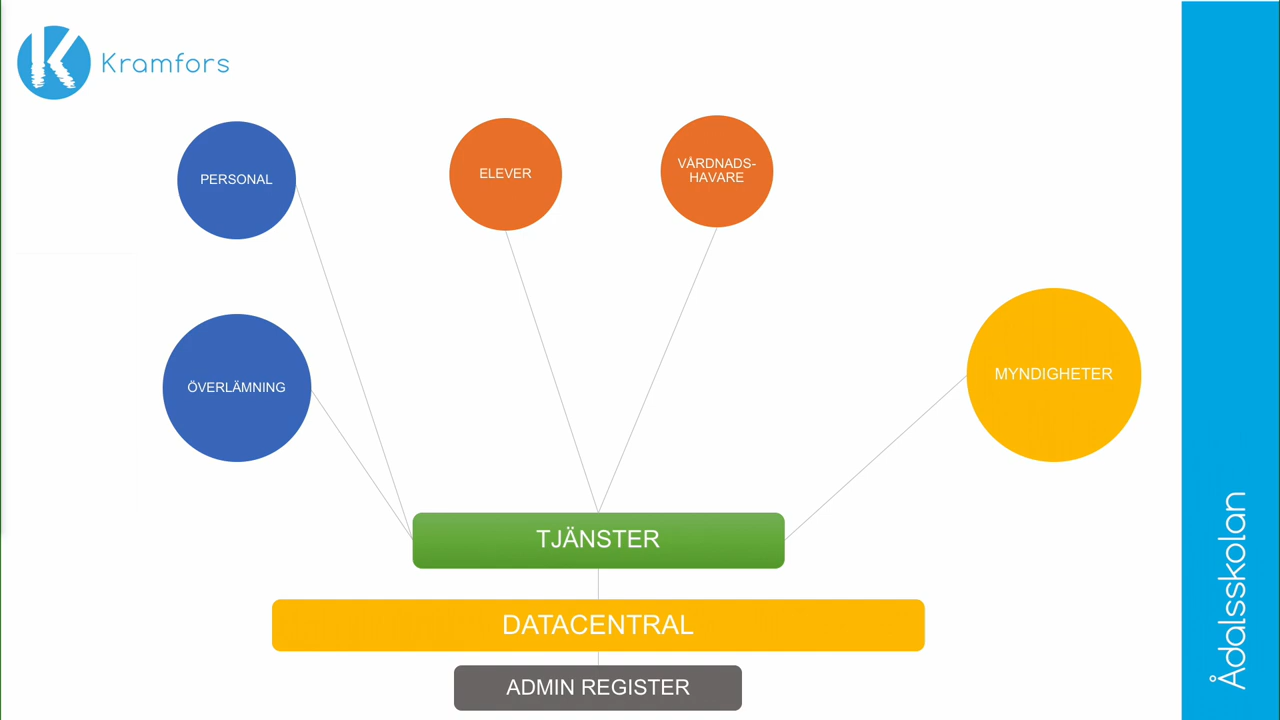 Kramfors
PERSONAL
ELEVER
VÅRDNADS-
HAVARE
ÖVERLÄMNING
MYNDIGHETER
TJÄNSTER
DATACENTRAL
ADMIN REGISTER
Ådalsskolan